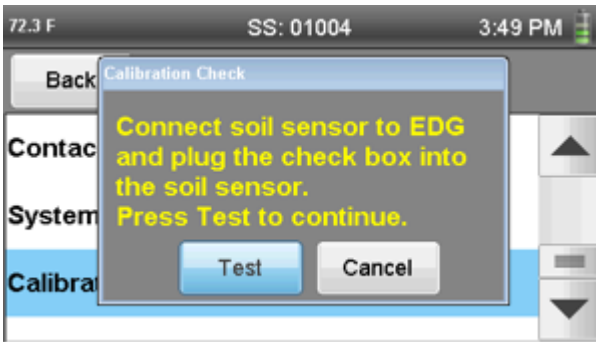 72.3 F SS: 01004 3:49 PM
Back
Calibration Check
Connect soil sensor to EDG
and plug the check box into
the soil sensor.
Press Test to continue.
Contac
System
Test Cancel
Calibra